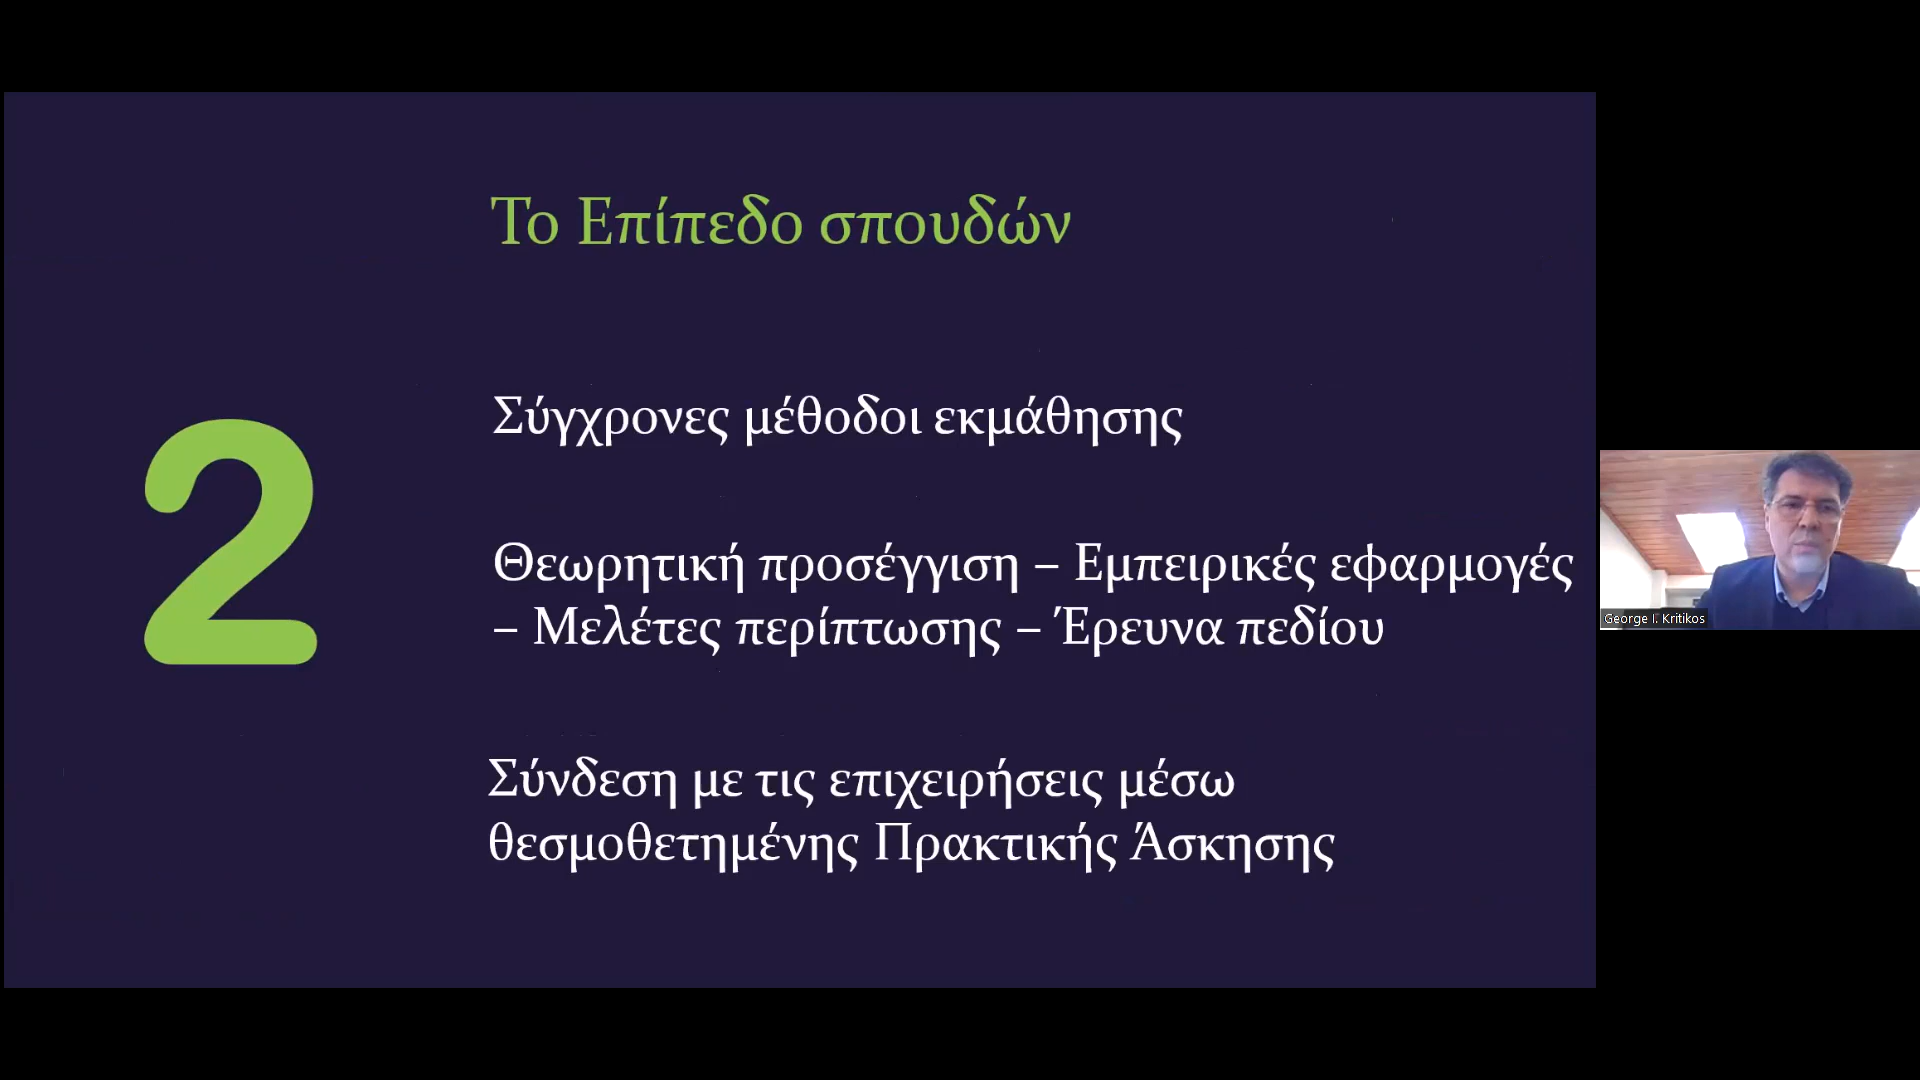 Το Επίπεδο σπουδών
2
Σύγχρονες μέθοδοι εκμάθησης
Θεωρητική προσέγγιση – Εμπειρικές εφαρμογές
– Μελέτες περίπτωσης – Έρευνα πεδίου
Σύνδεση με τις επιχειρήσεις μέσω
θεσμοθετημένης Πρακτικής Άσκησης
George I. Kritikos